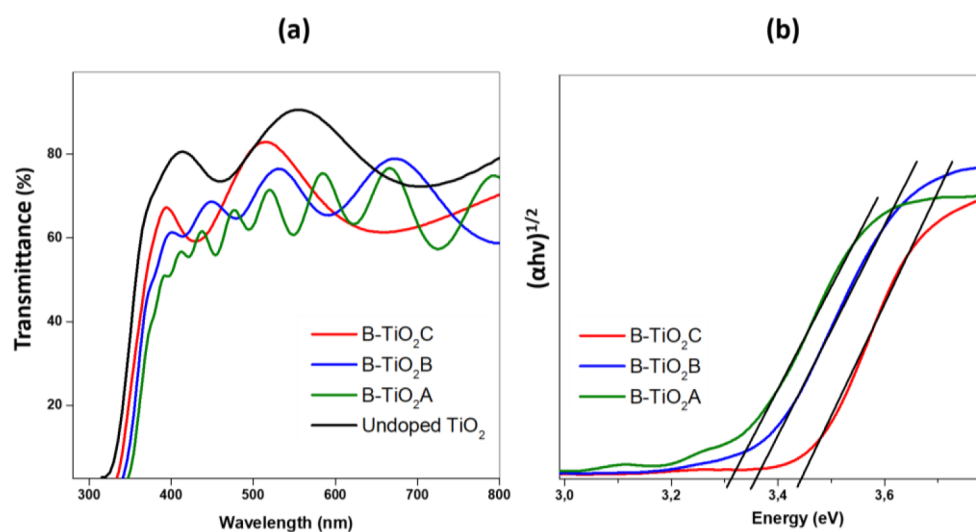 (a)
Transmittance (%)
80
60
40
20
B-TiO₂C
B-TiO₂B
B-TiO₂A
Undoped TiO₂
300 400 500 600 700 800
Wavelength (nm)
(b)
(αhν)¹/²
B-TiO₂C
B-TiO₂B
B-TiO₂A
3,0 3,2 3,4 3,6
Energy (eV)